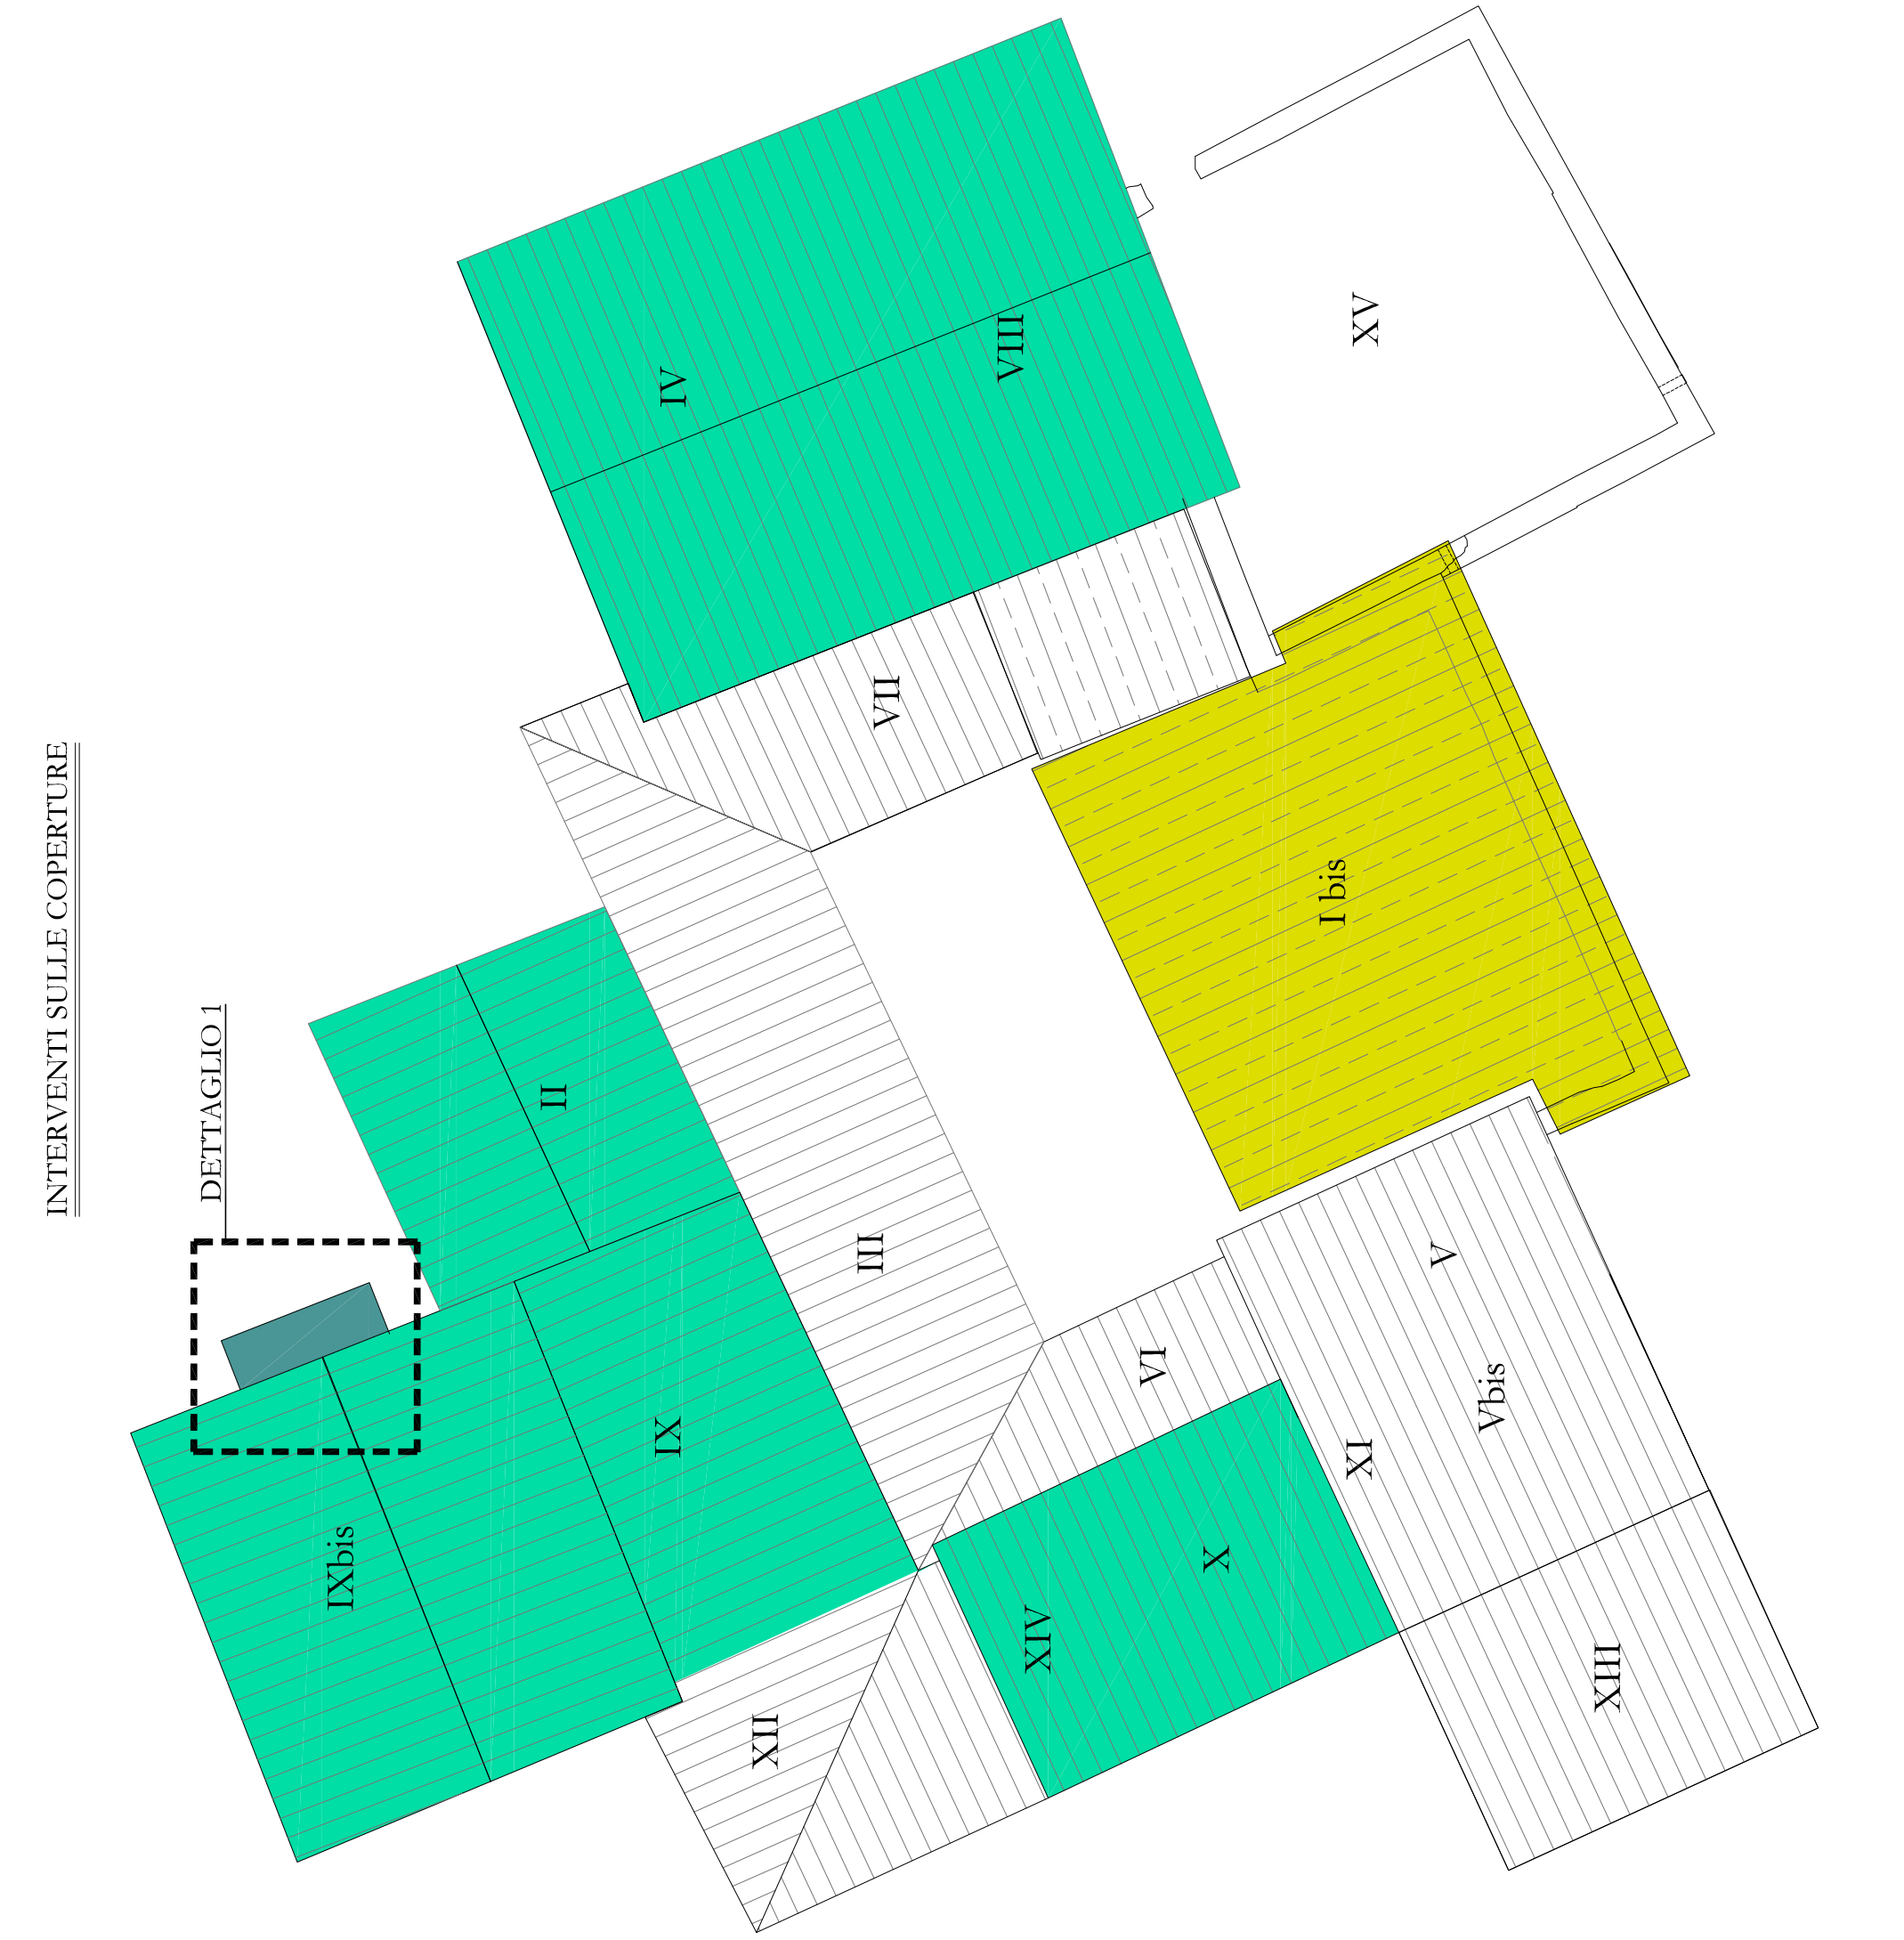 INTERVENTI SULLE COPERTURE
DETTAGLIO 1
IXbis
II
IX
IV
XII
III
VII
VIII
XIV
VI
X
I bis
XV
XI
V
Vbis
XIII